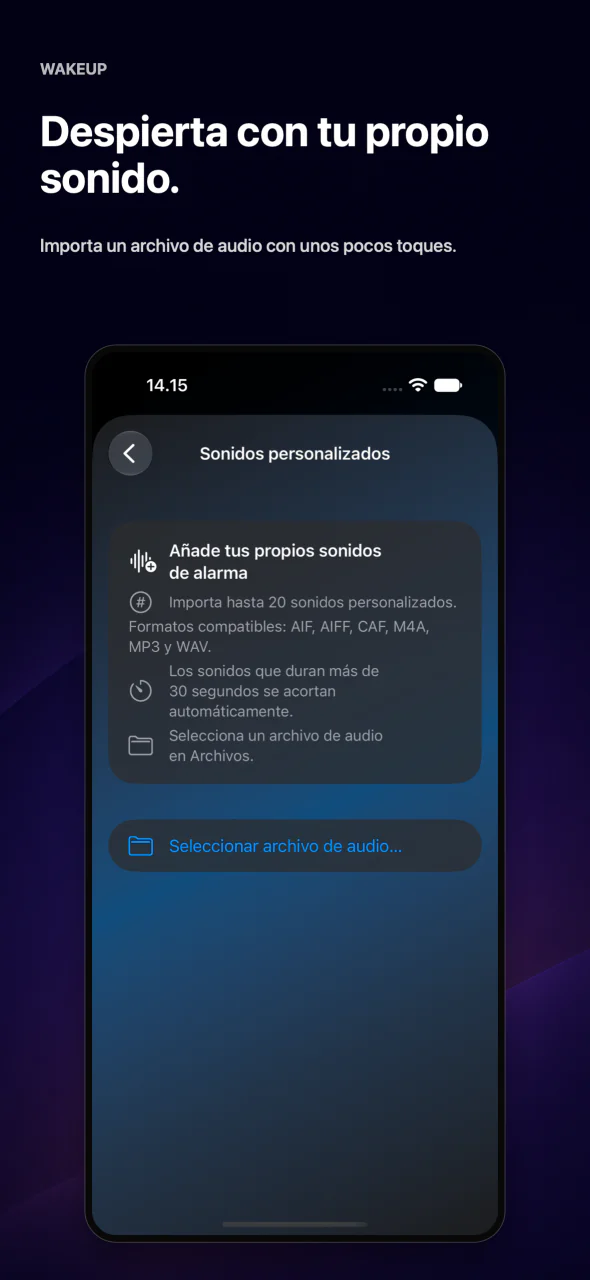 WAKEUP
Despierta con tu propio
sonido.
Importa un archivo de audio con unos pocos toques.
14.15
Sonidos personalizados
Añade tus propios sonidos
de alarma
Importa hasta 20 sonidos personalizados.
Formatos compatibles: AIF, AIFF, CAF, M4A,
MP3 y WAV.
Los sonidos que duran más de
30 segundos se acortan
automáticamente.
Selecciona un archivo de audio
en Archivos.
Seleccionar archivo de audio...